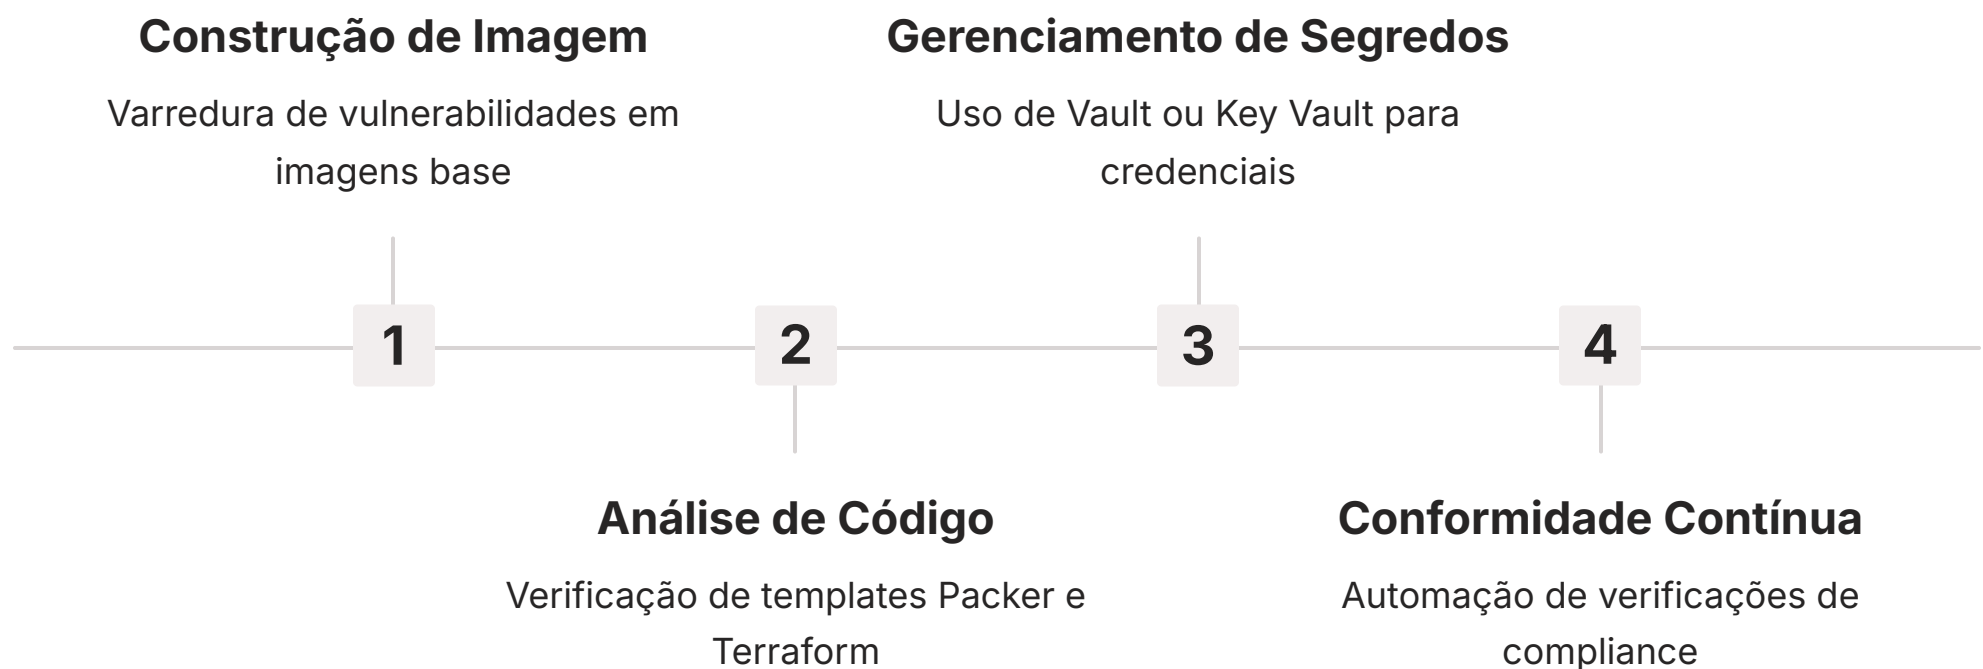 Construção de Imagem
Varredura de vulnerabilidades em
imagens base
1
Análise de Código
Verificação de templates Packer e
Terraform
2
Gerenciamento de Segredos
Uso de Vault ou Key Vault para
credenciais
3
Conformidade Contínua
Automação de verificações de
compliance
4